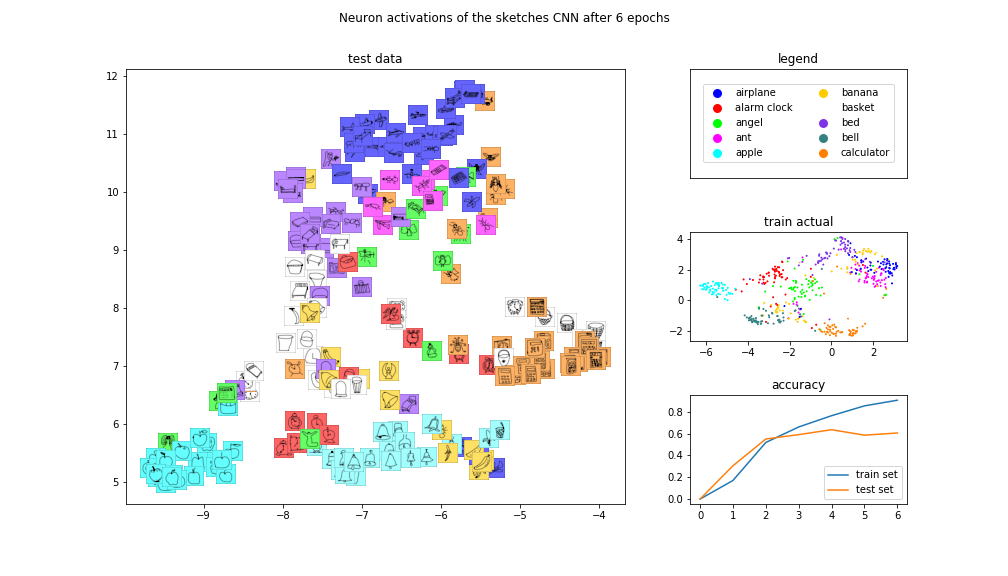 Neuron activations of the sketches CNN after 6 epochs
test data
12
11
10
9
8
7
6
5
−9
−8
−7
−6
−5
−4
legend
airplane
alarm clock
angel
ant
apple
banana
basket
bed
bell
calculator
train actual
4
2
0
−2
−6
−4
−2
0
2
accuracy
0.8
0.6
0.4
0.2
0.0
train set
test set
0
1
2
3
4
5
6